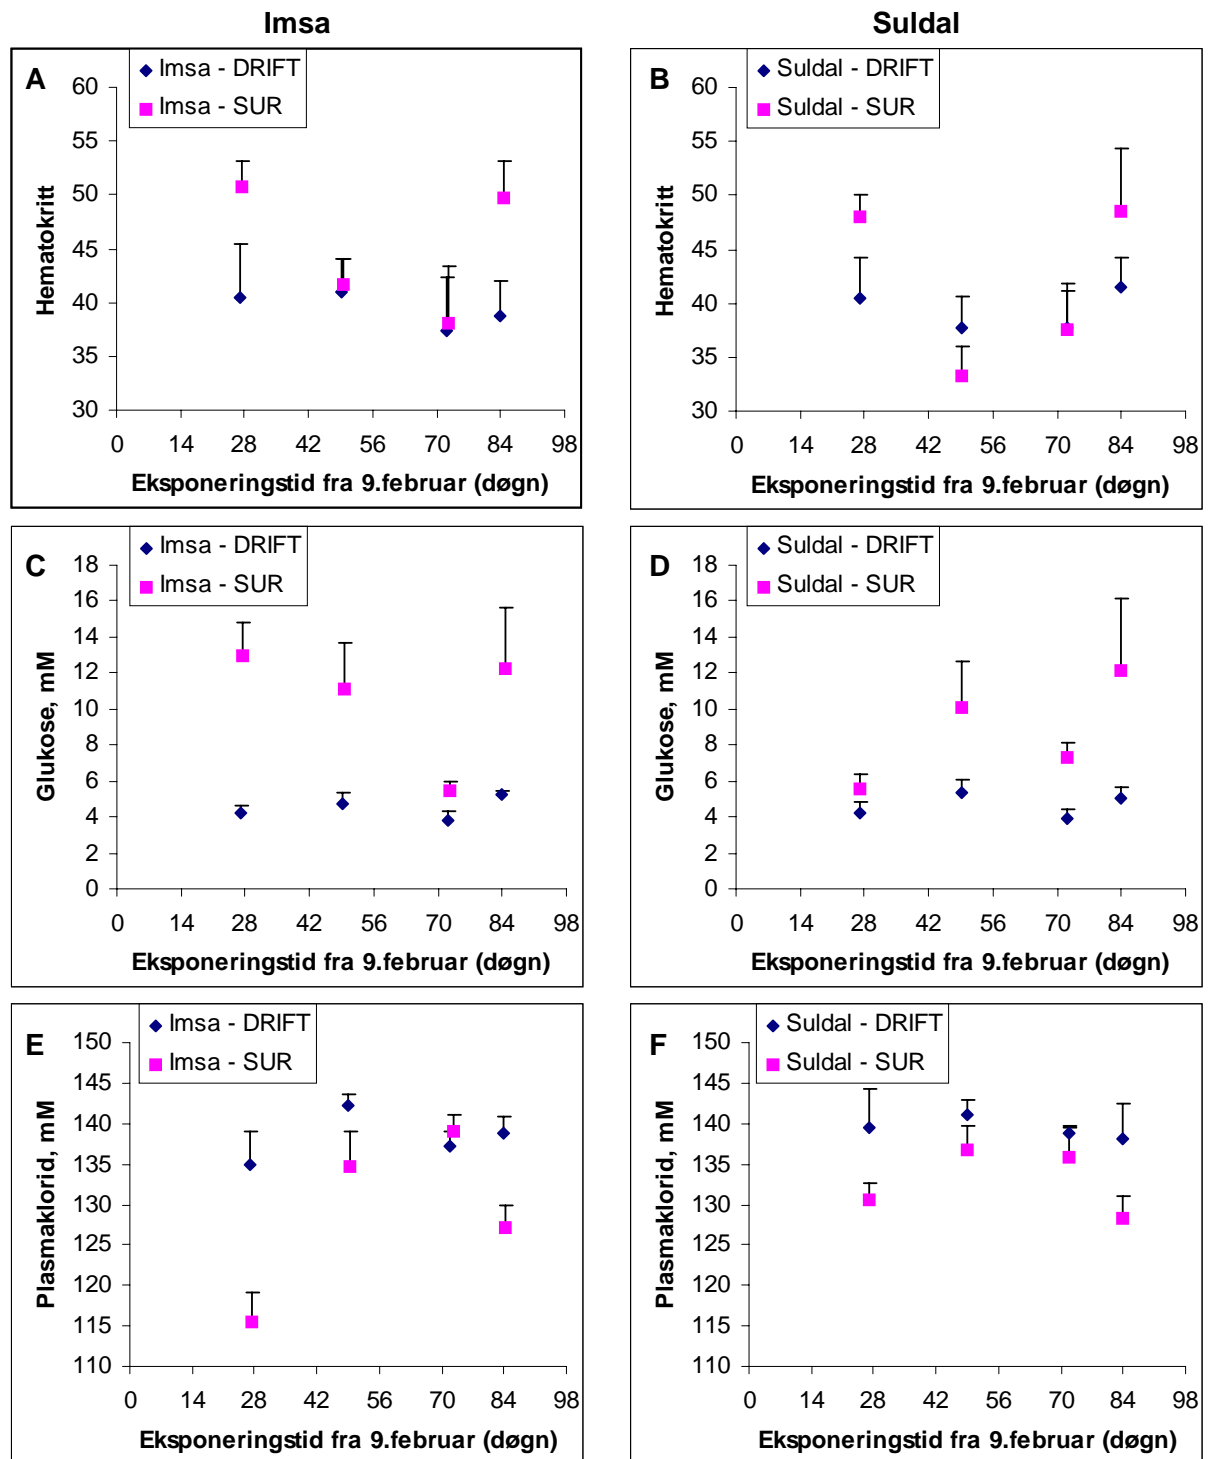 Imsa
Suldal
A
Imsa - DRIFT
Imsa - SUR
60
55
50
45
40
35
30
Hematokritt
0 14 28 42 56 70 84 98
Eksponeringstid fra 9.februar (døgn)
B
Suldal - DRIFT
Suldal - SUR
60
55
50
45
40
35
30
Hematokritt
0 14 28 42 56 70 84 98
Eksponeringstid fra 9.februar (døgn)
C
Imsa - DRIFT
Imsa - SUR
18
16
14
12
10
8
6
4
2
0
Glukose, mM
0 14 28 42 56 70 84 98
Eksponeringstid fra 9.februar (døgn)
D
Suldal - DRIFT
Suldal - SUR
18
16
14
12
10
8
6
4
2
0
Glukose, mM
0 14 28 42 56 70 84 98
Eksponeringstid fra 9.februar (døgn)
E
Imsa - DRIFT
Imsa - SUR
150
145
140
135
130
125
120
115
110
Plasmaklorid, mM
0 14 28 42 56 70 84 98
Eksponeringstid fra 9.februar (døgn)
F
Suldal - DRIFT
Suldal - SUR
150
145
140
135
130
125
120
115
110
Plasmaklorid, mM
0 14 28 42 56 70 84 98
Eksponeringstid fra 9.februar (døgn)